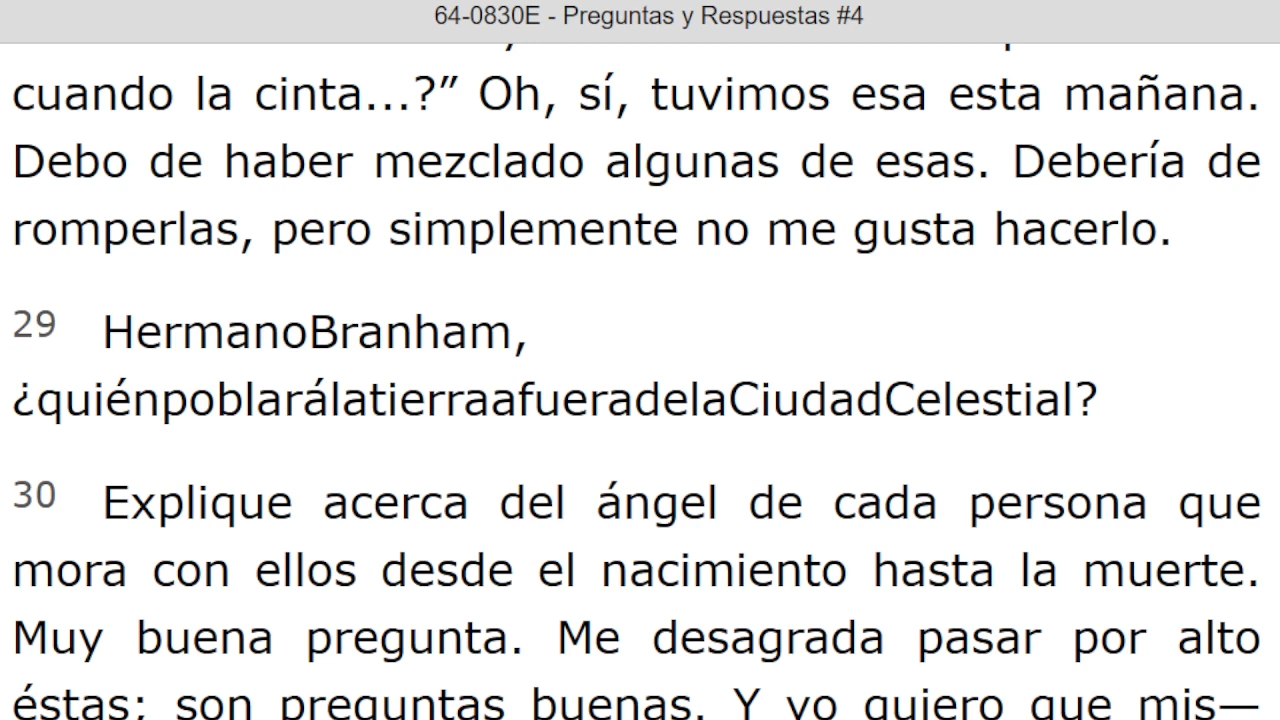 64-0830E - Preguntas y Respuestas #4
cuando la cinta...?” Oh, sí, tuvimos esa esta mañana.
Debo de haber mezclado algunas de esas. Debería de
romperlas, pero simplemente no me gusta hacerlo.
29 HermanoBranham,
¿quiénpoblarálatierraafueradelaCiudadCelestial?
30 Explique acerca del ángel de cada persona que
mora con ellos desde el nacimiento hasta la muerte.
Muy buena pregunta. Me desagrada pasar por alto
éstas; son preguntas buenas. Y yo quiero que mis—